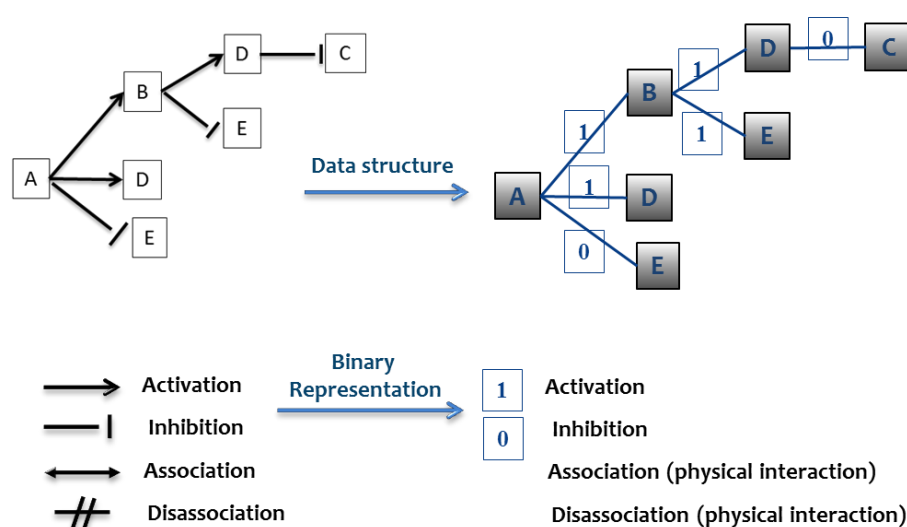 D
C
B
E
A
D
E
Data structure
D
0
C
1
B
1
E
1
A
1
D
0
E
Activation
Inhibition
Association
Disassociation
Binary
Representation
1
Activation
0
Inhibition
Association (physical interaction)
Disassociation (physical interaction)